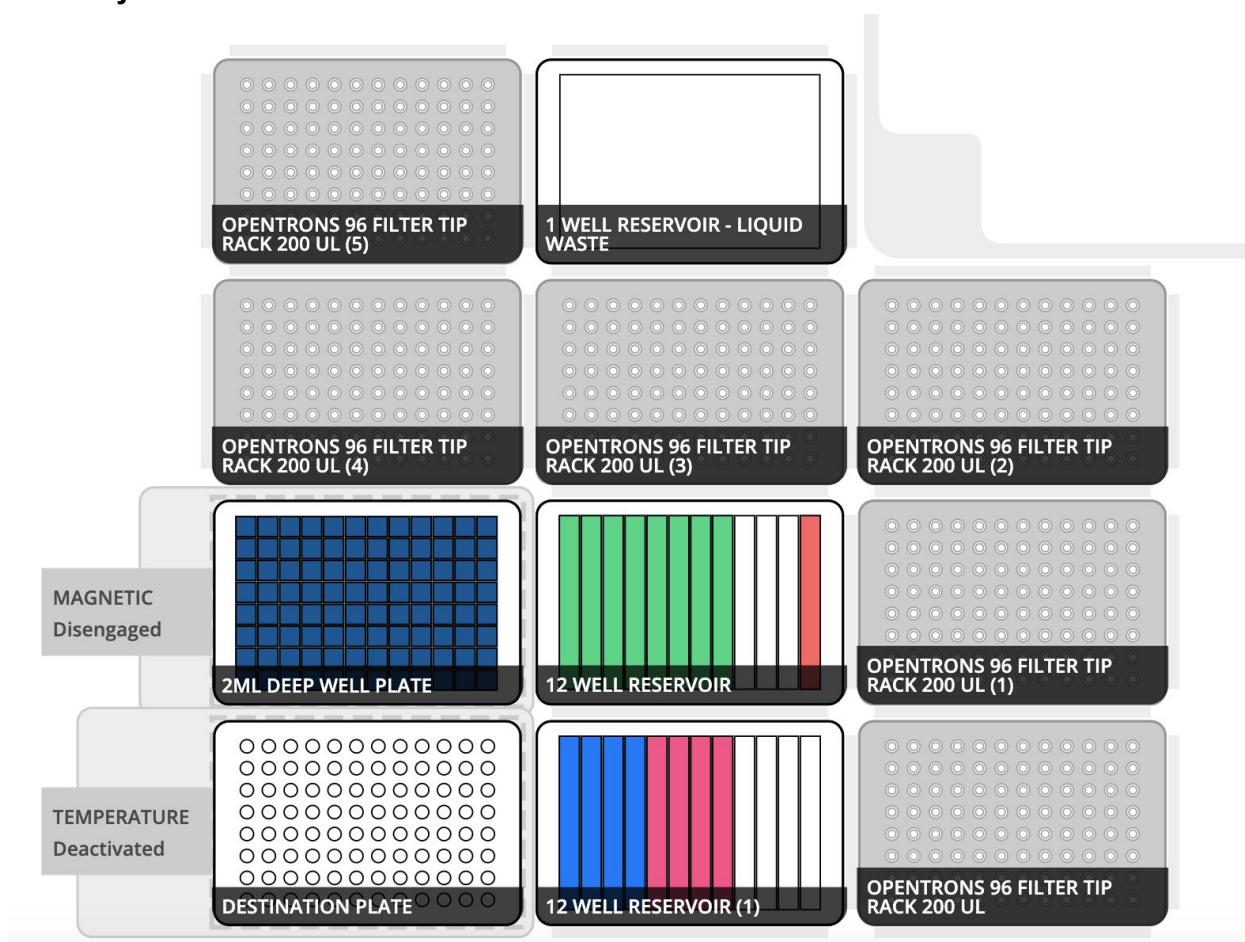 OPENTRONS 96 FILTER TIP
RACK 200 UL (5)
1 WELL RESERVOIR - LIQUID
WASTE
OPENTRONS 96 FILTER TIP
RACK 200 UL (4)
OPENTRONS 96 FILTER TIP
RACK 200 UL (3)
OPENTRONS 96 FILTER TIP
RACK 200 UL (2)
MAGNETIC
Disengaged
2ML DEEP WELL PLATE
12 WELL RESERVOIR
OPENTRONS 96 FILTER TIP
RACK 200 UL (1)
TEMPERATURE
Deactivated
DESTINATION PLATE
12 WELL RESERVOIR (1)
OPENTRONS 96 FILTER TIP
RACK 200 UL